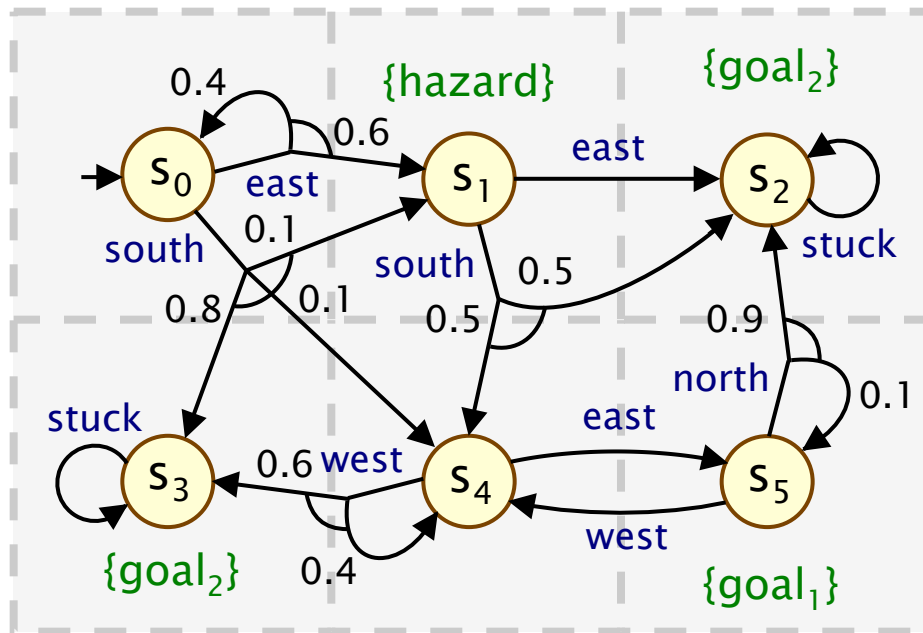 {hazard}
{goal₂}
0.4
0.6
s₀
east
s₁
east
s₂
south
0.1
south
0.5
stuck
0.8
0.1
0.5
0.9
north
0.1
stuck
east
s₃
0.6
west
s₄
s₅
west
0.4
{goal₂}
{goal₁}